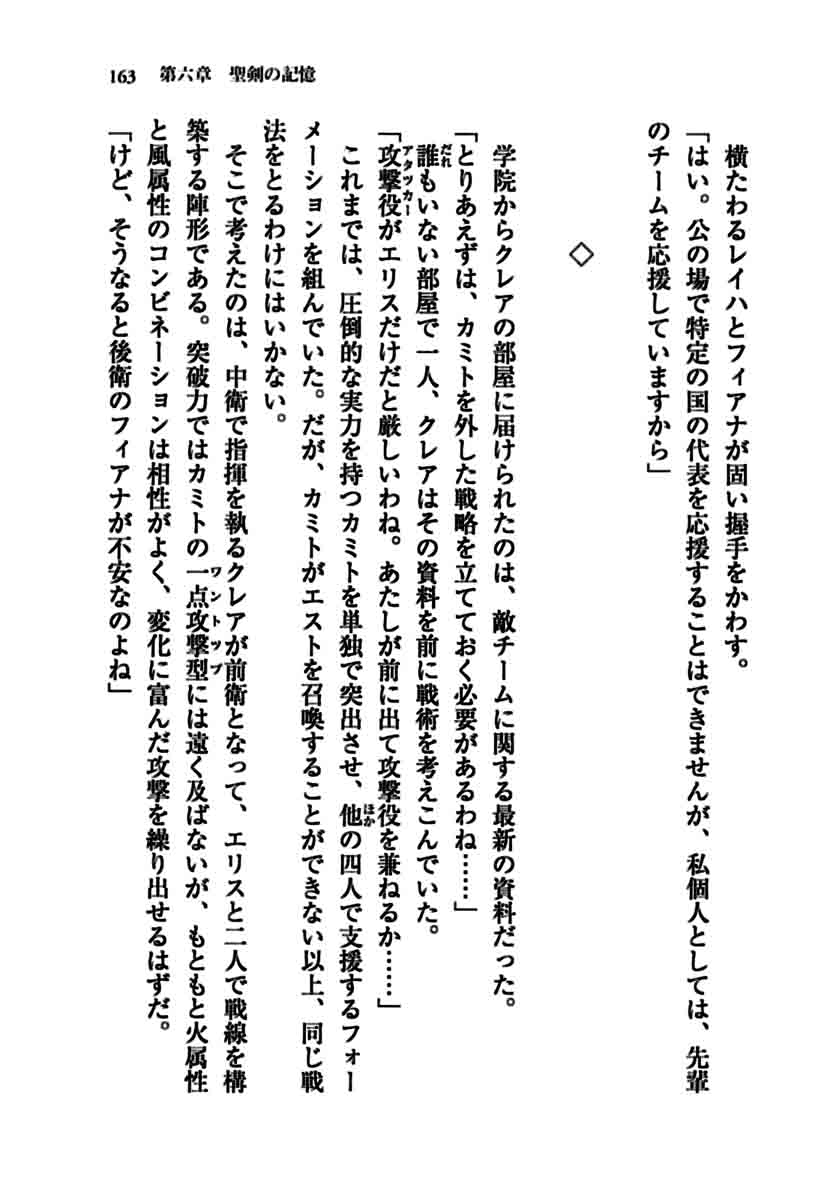 163　第六章　聖剣の記憶
横たわるレイハとフィアナが固い握手をかわす。
「はい。公の場で特定の国の代表を応援することはできませんが、私個人としては、先輩
のチームを応援していますから」
◇
学院からクレアの部屋に届けられたのは、敵チームに関する最新の資料だった。
「とりあえずは、カミトを外した戦略を立てておく必要があるわね……」
誰もいない部屋で一人、クレアはその資料を前に戦術を考えこんでいた。
「攻撃役がエリスだけだと厳しいわね。あたしが前に出て攻撃役を兼ねるか……」
これまでは、圧倒的な実力を持つカミトを単独で突出させ、他の四人で支援するフォー
メーションを組んでいた。だが、カミトがエストを召喚することができない以上、同じ戦
法をとるわけにはいかない。
そこで考えたのは、中衛で指揮を執るクレアが前衛となって、エリスと二人で戦線を構
築する陣形である。突破力ではカミトの一点攻撃型には遠く及ばないが、もともと火属性
と風属性のコンビネーションは相性がよく、変化に富んだ攻撃を繰り出せるはずだ。
「けど、そうなると後衛のフィアナが不安なのよね」
だれ
アタッカー
ほか
ワントップ